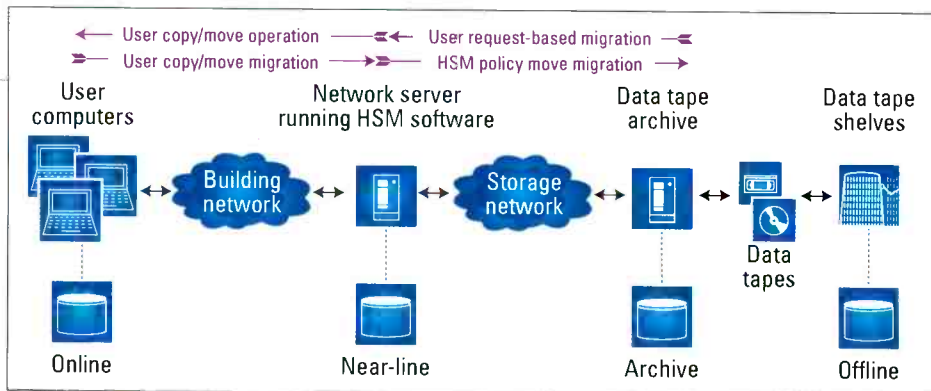 User copy/move operation User request-based migration
User copy/move migration HSM policy move migration
User computers
Network server running HSM software
Data tape archive
Data tape shelves
Building network
Storage network
Data tapes
Online
Near-line
Archive
Offline